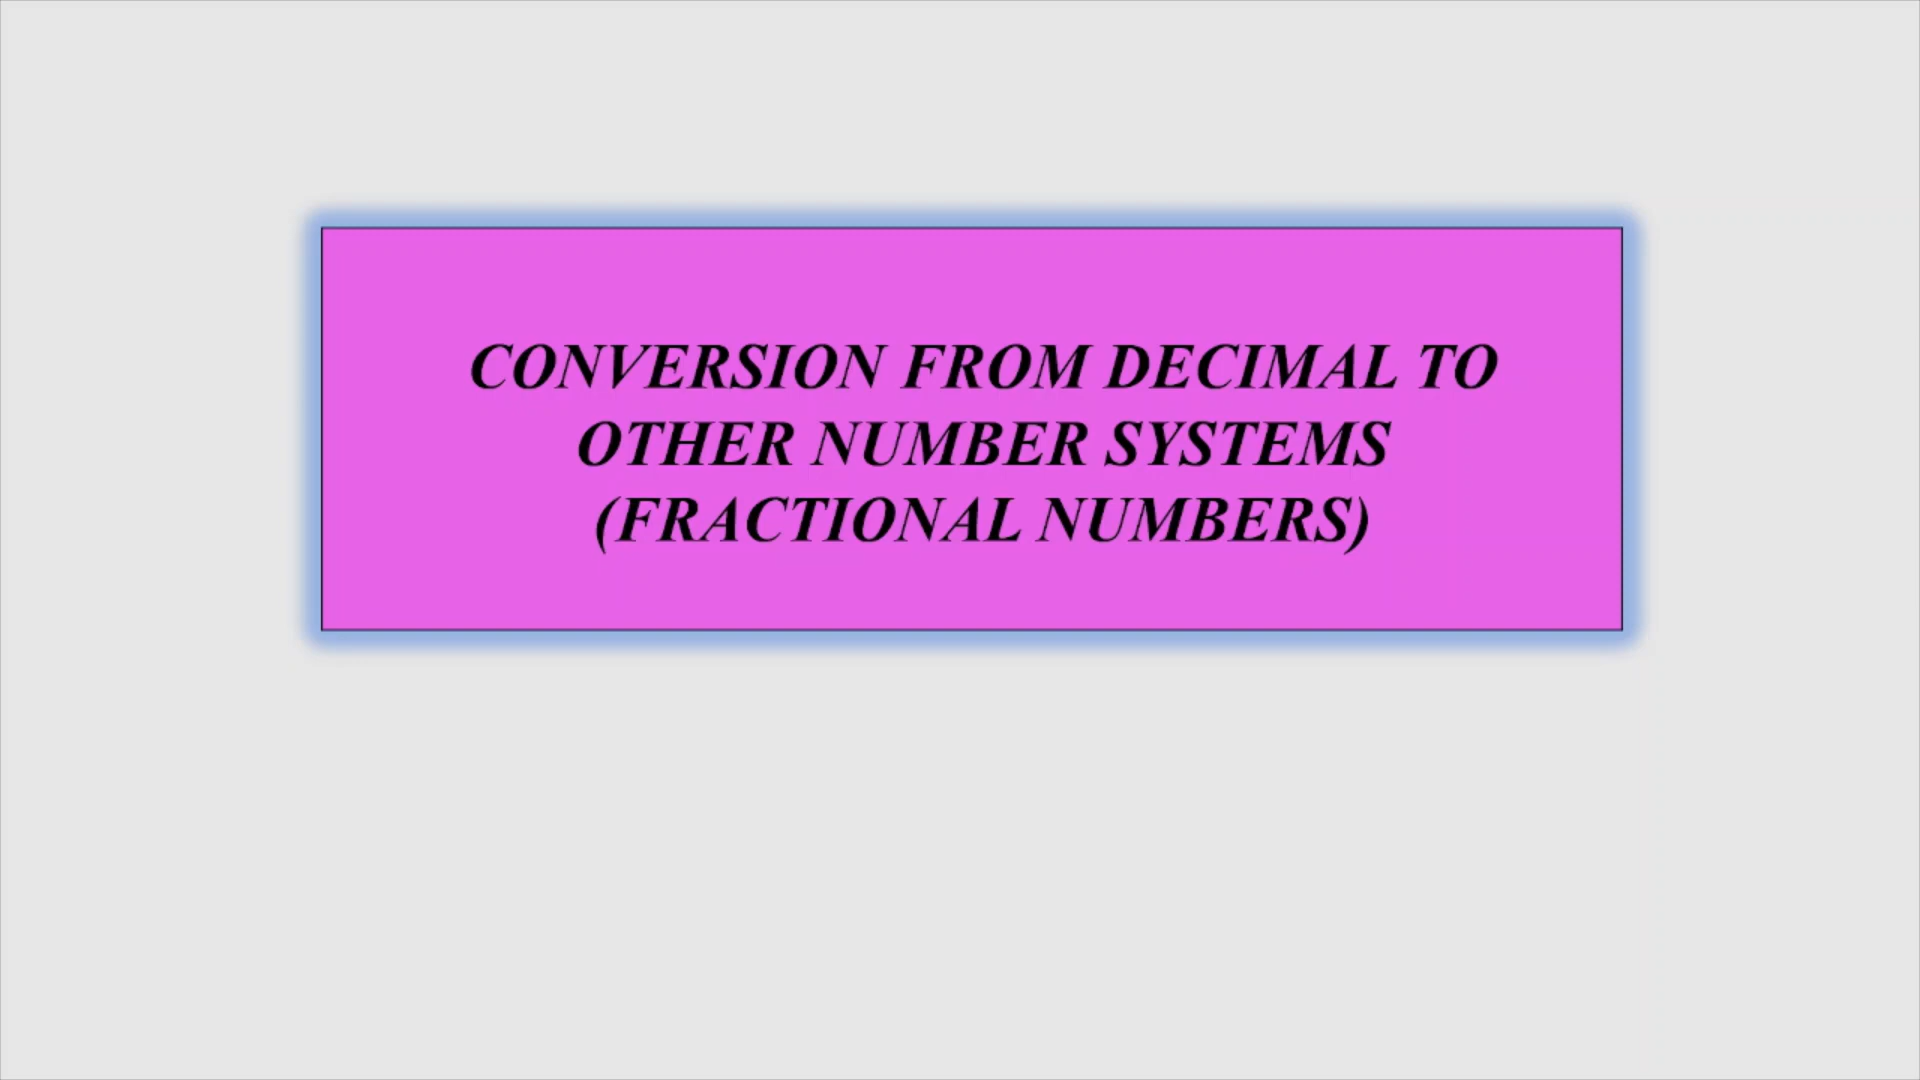 CONVERSION FROM DECIMAL TO
OTHER NUMBER SYSTEMS
(FRACTIONAL NUMBERS)